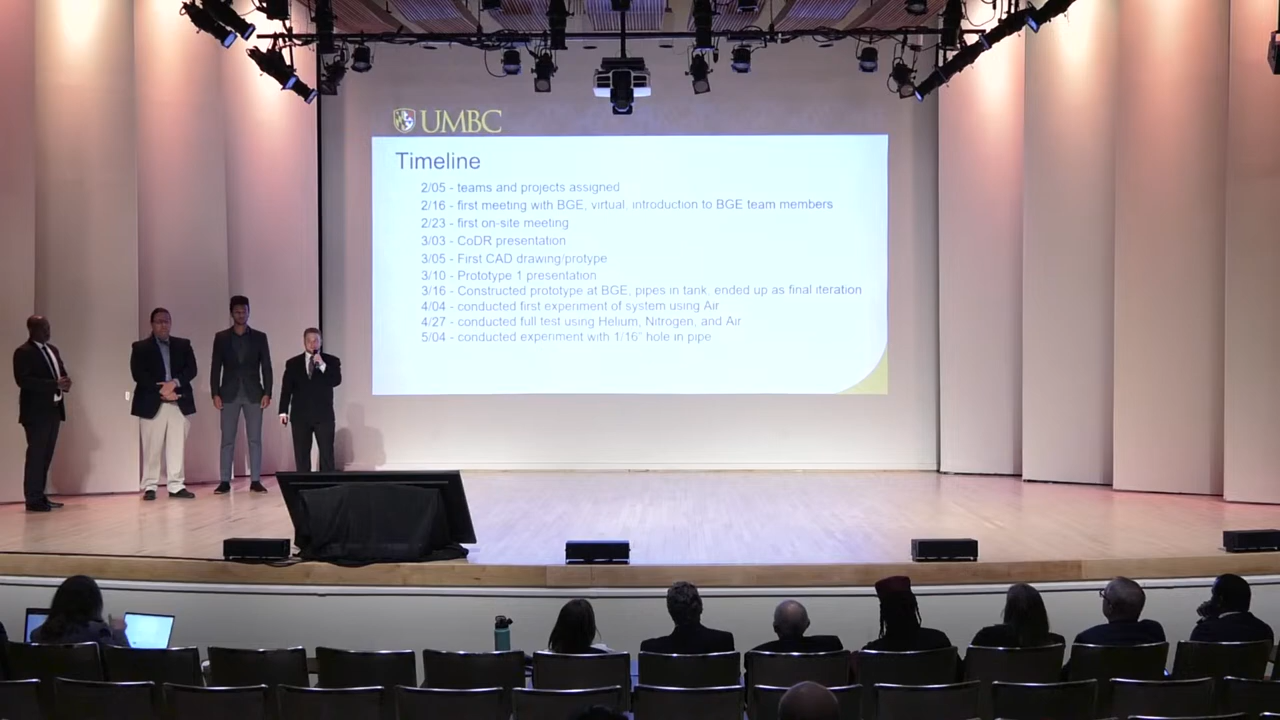 UMBC
Timeline
2/05 - teams and projects assigned
2/16 - first meeting with BGE, virtual, introduction to BGE team members
2/23 - first on-site meeting
3/03 - CoDR presentation
3/05 - First CAD drawing/protype
3/10 - Prototype 1 presentation
3/16 - Constructed prototype at BGE, pipes in tank, ended up as final iteration
4/04 - conducted first experiment of system using Air
4/27 - conducted full test using Helium, Nitrogen, and Air
5/04 - conducted experiment with 1/16" hole in pipe